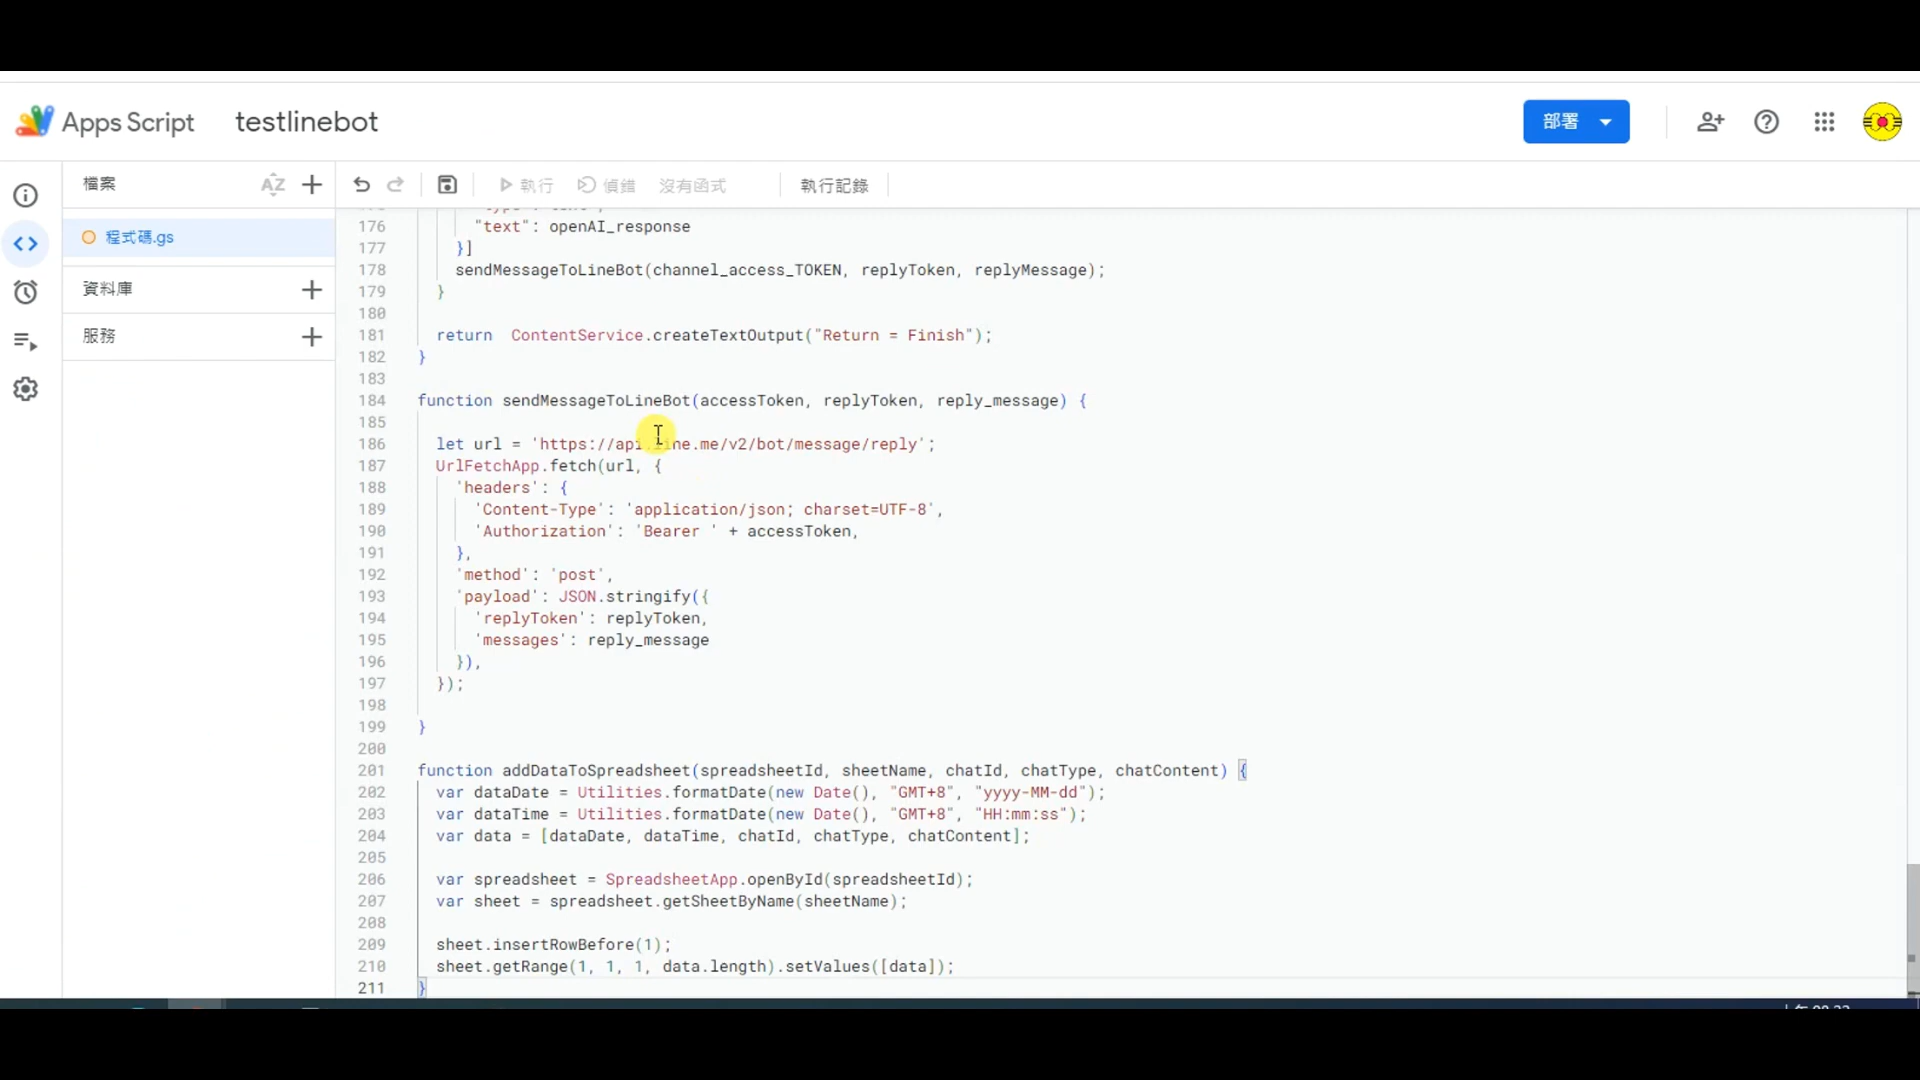 Apps Script
testlinebot
部署
檔案
程式碼.gs
資料庫
服務
執行
偵錯
沒有函式
執行記錄
176 "text": openAI_response
177 }]
178 sendMessageToLineBot(channel_access_TOKEN, replyToken, replyMessage);
179 }
180
181 return  ContentService.createTextOutput("Return = Finish");
182 }
183
184 function sendMessageToLineBot(accessToken, replyToken, reply_message) {
185
186 let url = 'https://api.line.me/v2/bot/message/reply';
187 UrlFetchApp.fetch(url, {
188 'headers': {
189 'Content-Type': 'application/json; charset=UTF-8',
190 'Authorization': 'Bearer ' + accessToken,
191 },
192 'method': 'post',
193 'payload': JSON.stringify({
194 'replyToken': replyToken,
195 'messages': reply_message
196 }),
197 });
198
199 }
200
201 function addDataToSpreadsheet(spreadsheetId, sheetName, chatId, chatType, chatContent) {
202 var dataDate = Utilities.formatDate(new Date(), "GMT+8", "yyyy-MM-dd");
203 var dataTime = Utilities.formatDate(new Date(), "GMT+8", "HH:mm:ss");
204 var data = [dataDate, dataTime, chatId, chatType, chatContent];
205
206 var spreadsheet = SpreadsheetApp.openById(spreadsheetId);
207 var sheet = spreadsheet.getSheetByName(sheetName);
208
209 sheet.insertRowBefore(1);
210 sheet.getRange(1, 1, 1, data.length).setValues([data]);
211 }